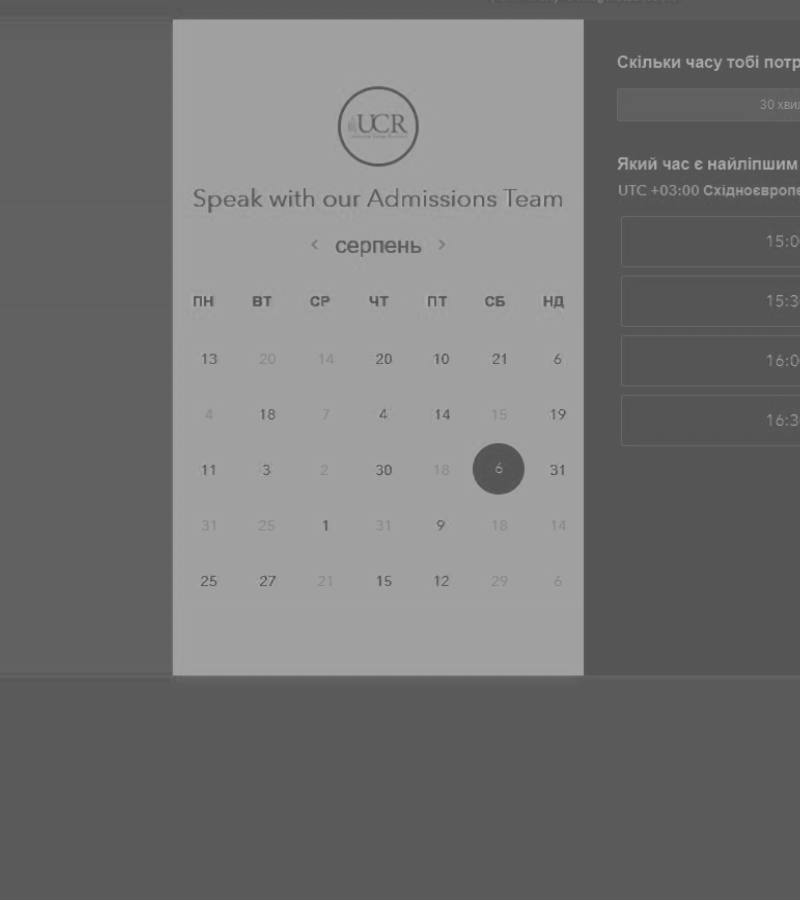 UCR
Speak with our Admissions Team
< серпень >
ПН ВТ СР ЧТ ПТ СБ НД
13 20 14 20 10 21 6
4 18 7 4 14 15 19
11 3 2 30 18 6 31
31 25 1 31 9 18 14
25 27 21 15 12 29 6
Скільки часу тобі потр
30 хви
Який час є найліпшим
UTC +03:00 Східноєвропе
15:0
15:3
16:0
16:3